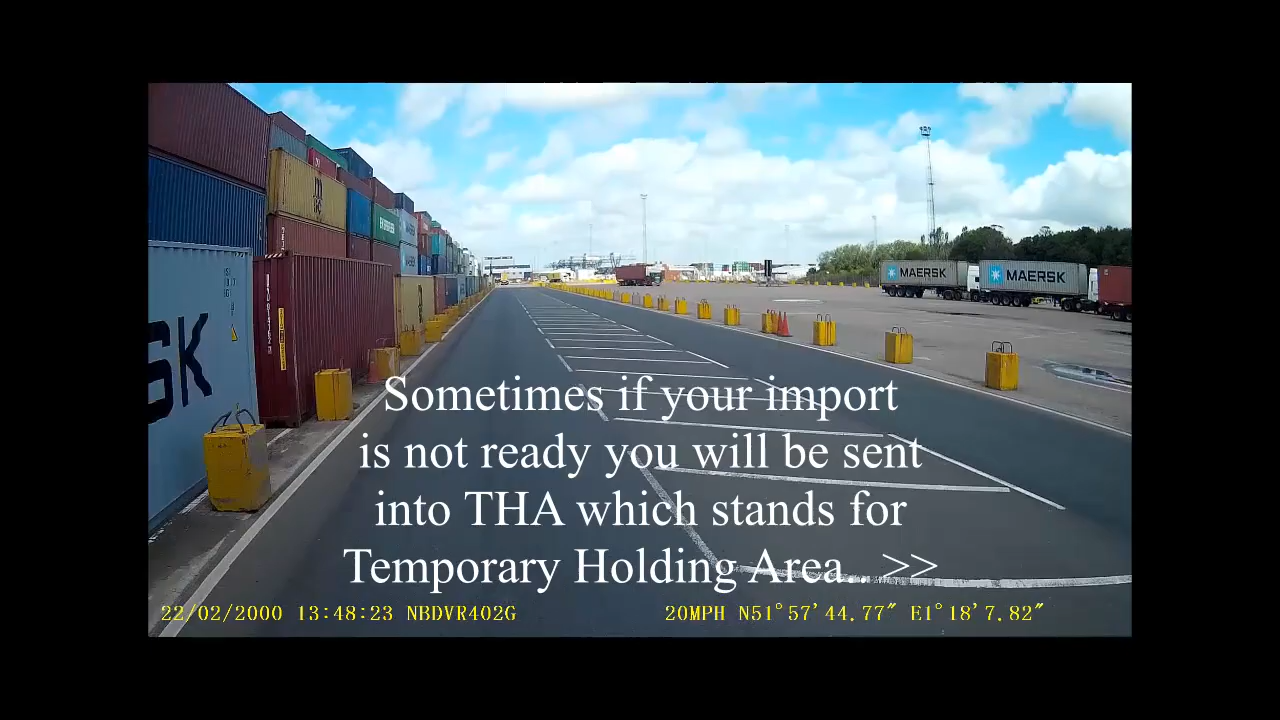 MAERSK
MAERSK
SK
Sometimes if your import
is not ready you will be sent
into THA which stands for
Temporary Holding Area.. >>
22/02/2000 13:48:23 NBDVR402G
20MPH N51°57'44.77" E1°18'7.82"